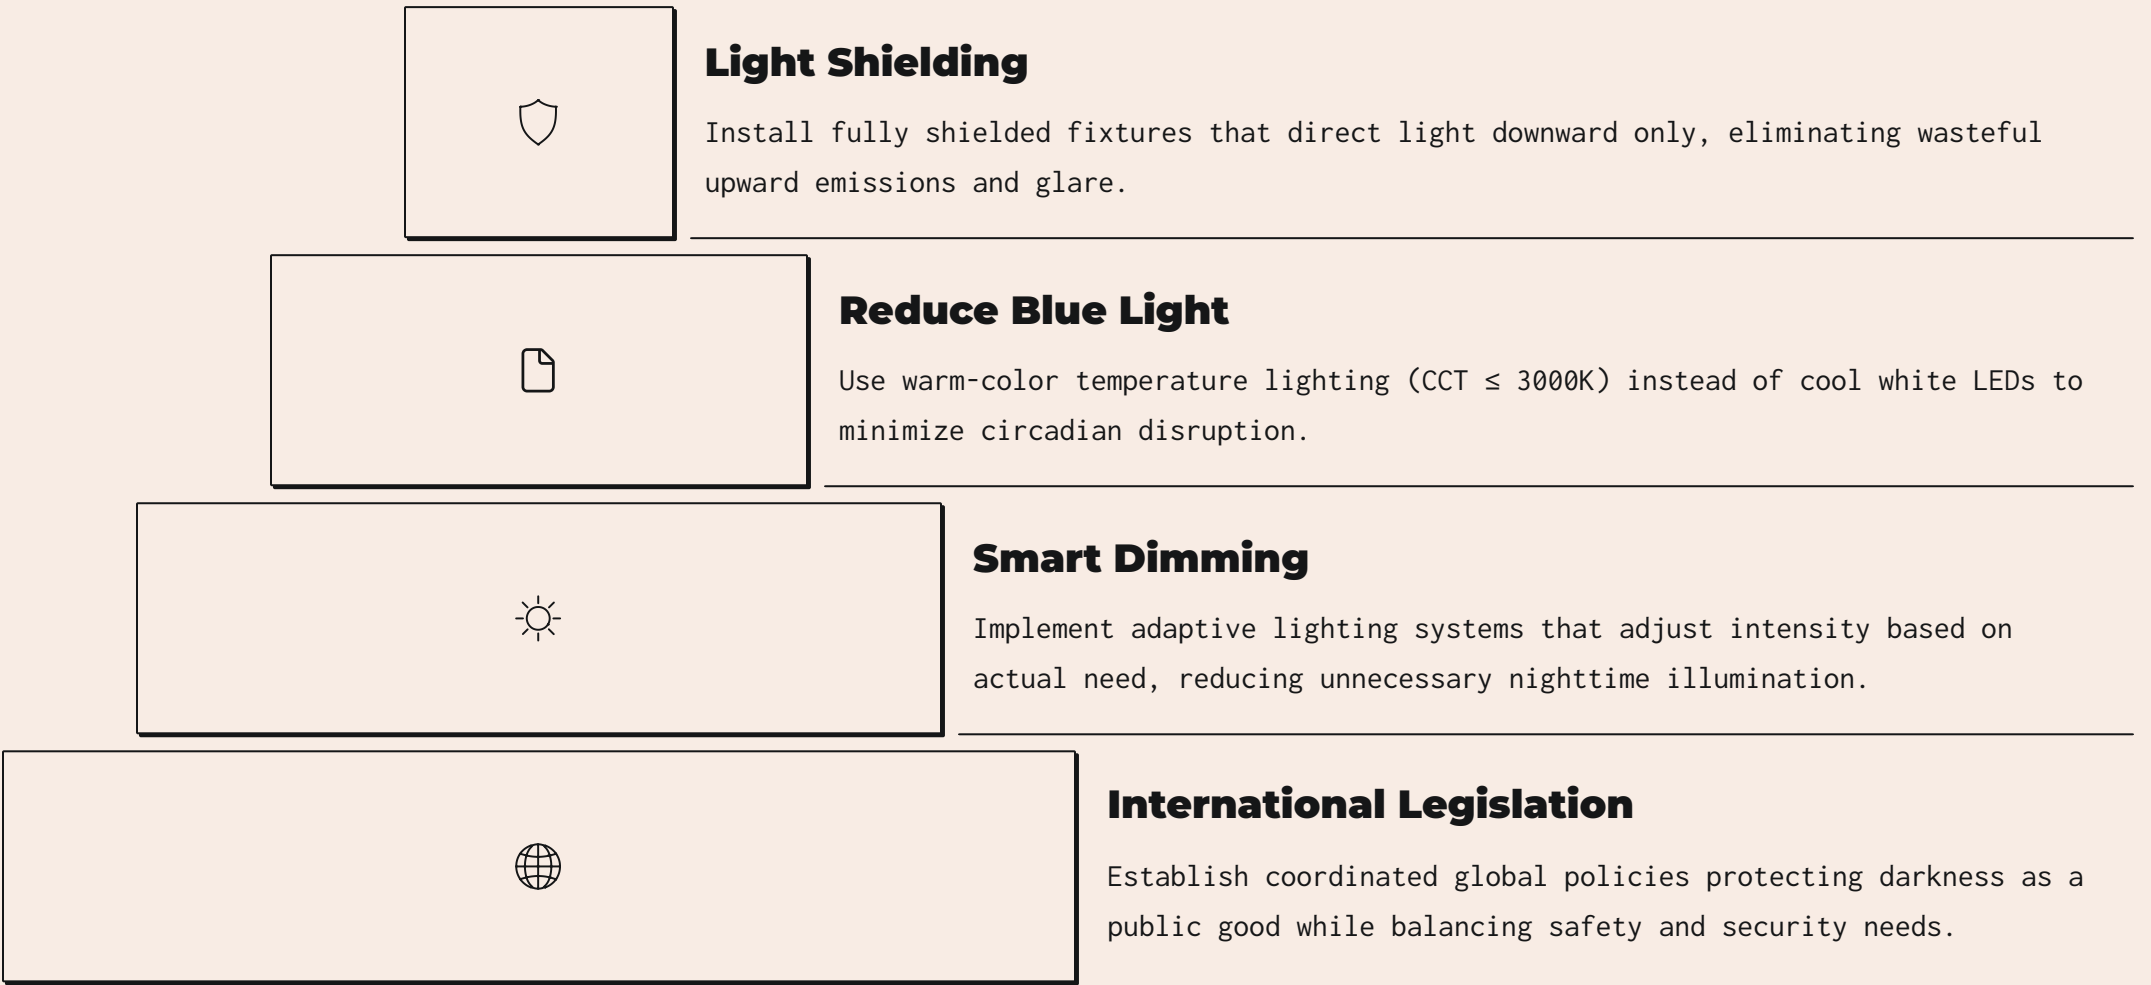 Light Shielding
Install fully shielded fixtures that direct light downward only, eliminating wasteful
upward emissions and glare.
Reduce Blue Light
Use warm-color temperature lighting (CCT ≤ 3000K) instead of cool white LEDs to
minimize circadian disruption.
Smart Dimming
Implement adaptive lighting systems that adjust intensity based on
actual need, reducing unnecessary nighttime illumination.
International Legislation
Establish coordinated global policies protecting darkness as a
public good while balancing safety and security needs.